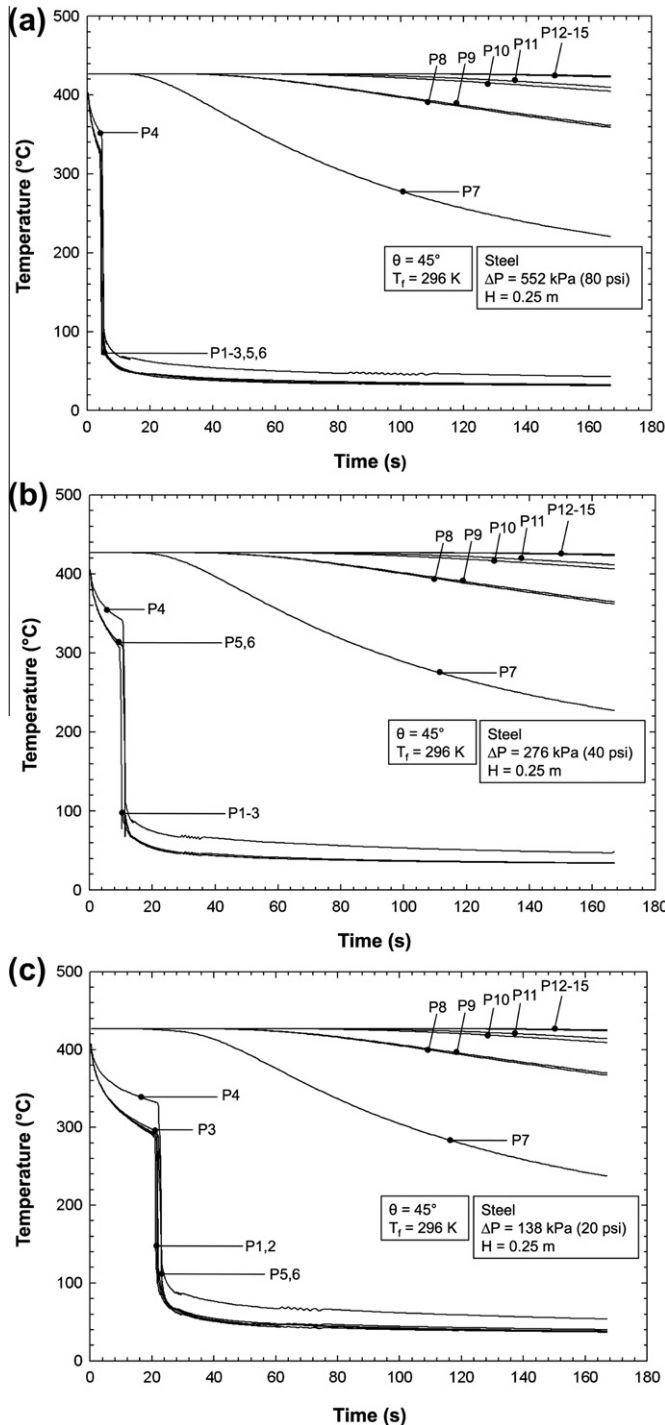 (a)
500
400
300
200
100
0
Temperature (°C)
P4
P8
P9
P10
P11
P12-15
P7
θ = 45°
T_f = 296 K
Steel
ΔP = 552 kPa (80 psi)
H = 0.25 m
P1-3,5,6
0 20 40 60 80 100 120 140 160 180
Time (s)
(b)
500
400
300
200
100
0
Temperature (°C)
P4
P5,6
P8
P9
P10
P11
P12-15
P7
θ = 45°
T_f = 296 K
Steel
ΔP = 276 kPa (40 psi)
H = 0.25 m
P1-3
0 20 40 60 80 100 120 140 160 180
Time (s)
(c)
500
400
300
200
100
0
Temperature (°C)
P4
P3
P8
P9
P10
P11
P12-15
P7
θ = 45°
T_f = 296 K
Steel
ΔP = 138 kPa (20 psi)
H = 0.25 m
P1,2
P5,6
0 20 40 60 80 100 120 140 160 180
Time (s)